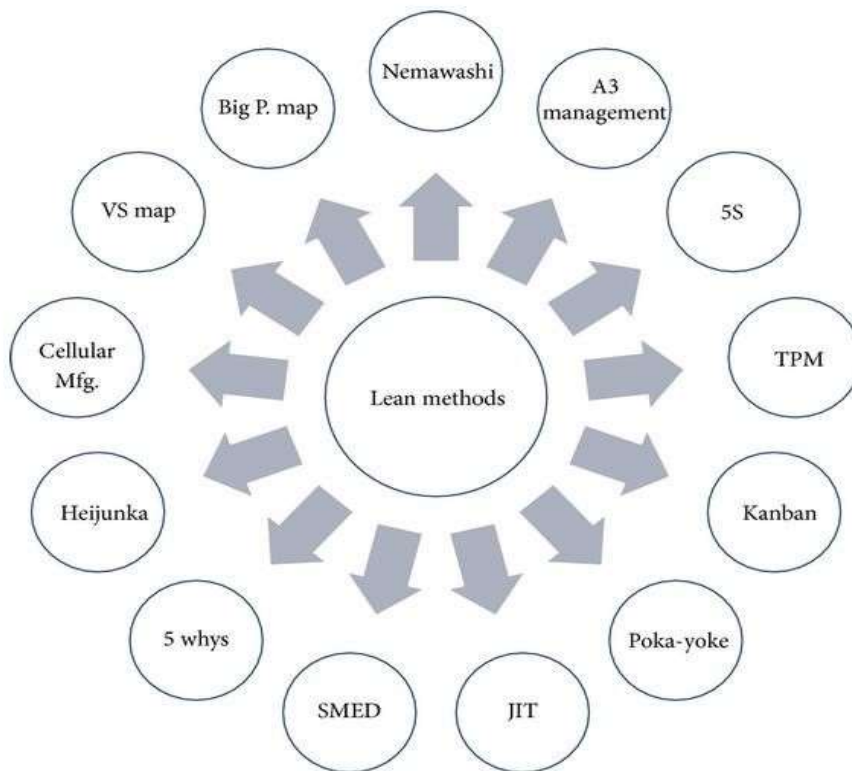 Nemawashi
A3
management
5S
TPM
Kanban
Poka-yoke
JIT
SMED
5 whys
Heijunka
Cellular
Mfg.
VS map
Big P. map
Lean methods